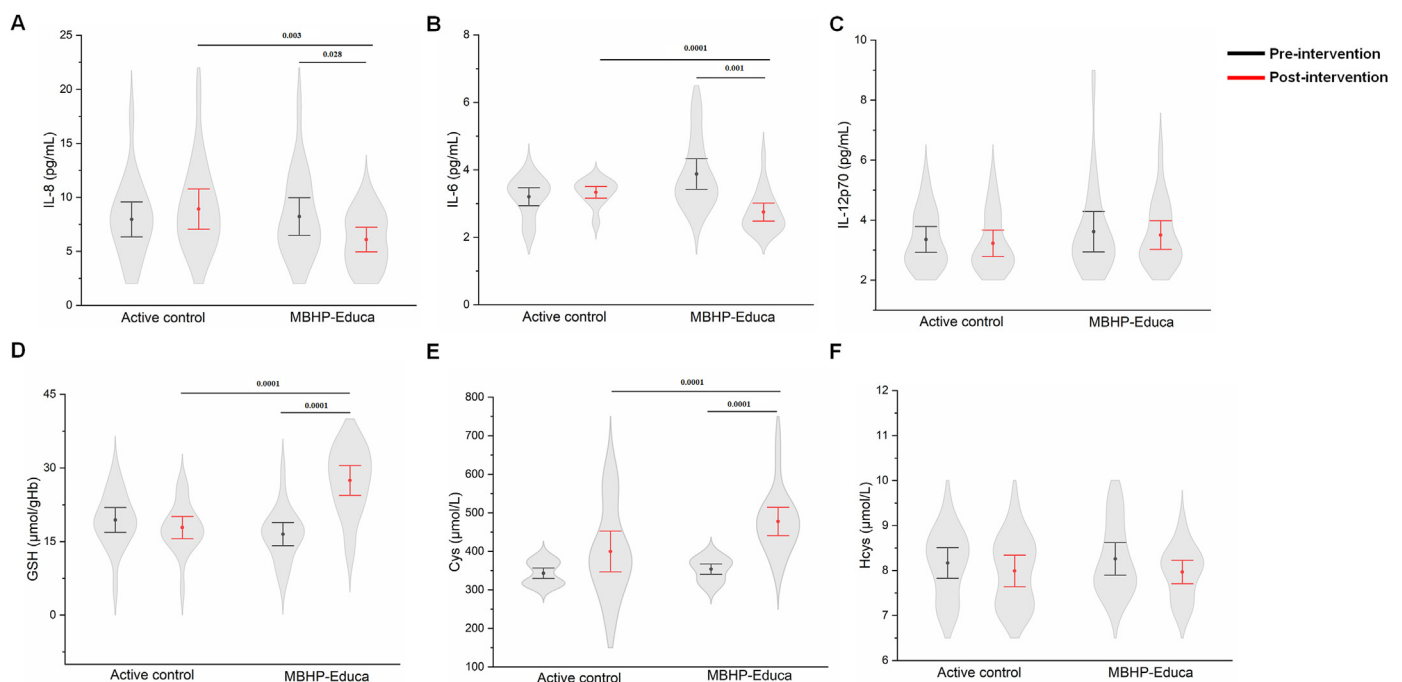 A
IL-8 (pg/mL)
25
20
15
10
5
0
0.003
0.028
Active control
MBHP-Educa
B
IL-6 (pg/mL)
8
6
4
2
0
0.0001
0.001
Active control
MBHP-Educa
C
IL-12p70 (pg/mL)
10
8
6
4
2
Active control
MBHP-Educa
Pre-intervention
Post-intervention
D
GSH (μmol/gHb)
45
30
15
0
0.0001
0.0001
Active control
MBHP-Educa
E
Cys (μmol/L)
800
700
600
500
400
300
200
100
0.0001
0.0001
Active control
MBHP-Educa
F
Hcys (μmol/L)
12
11
10
9
8
7
6
Active control
MBHP-Educa